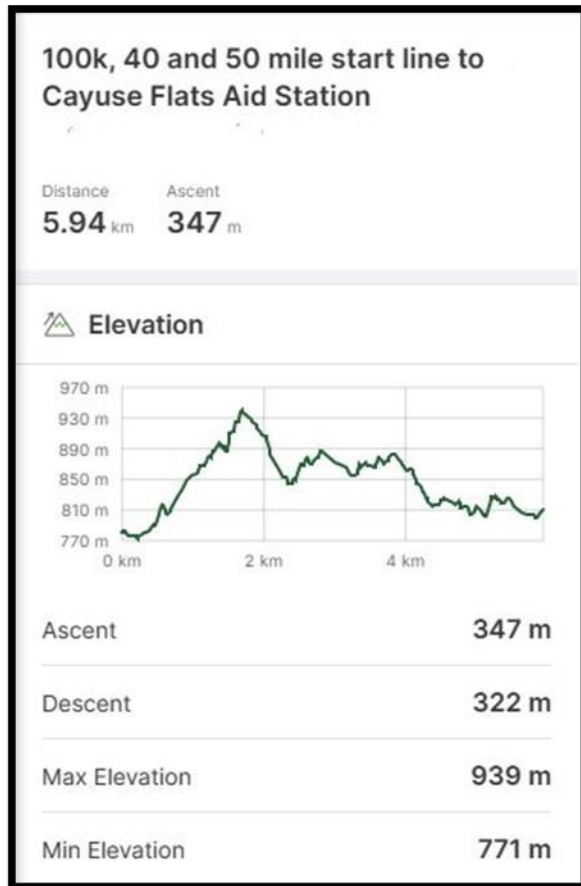 100k, 40 and 50 mile start line to
Cayuse Flats Aid Station
Distance Ascent
5.94 km 347 m
Elevation
970 m
930 m
890 m
850 m
810 m
770 m
0 km 2 km 4 km
Ascent 347 m
Descent 322 m
Max Elevation 939 m
Min Elevation 771 m